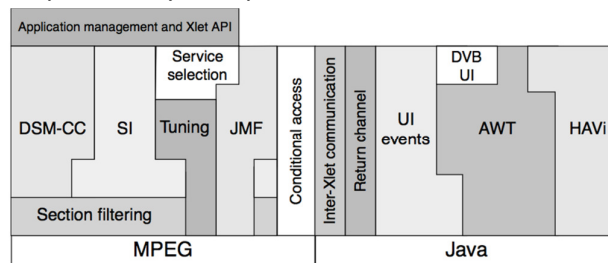 Application management and Xlet API
Service
selection
DVB
UI
DSM-CC
SI
Tuning
JMF
Conditional access
Inter-Xlet communication
Return channel
UI
events
AWT
HAVi
Section filtering
MPEG
Java